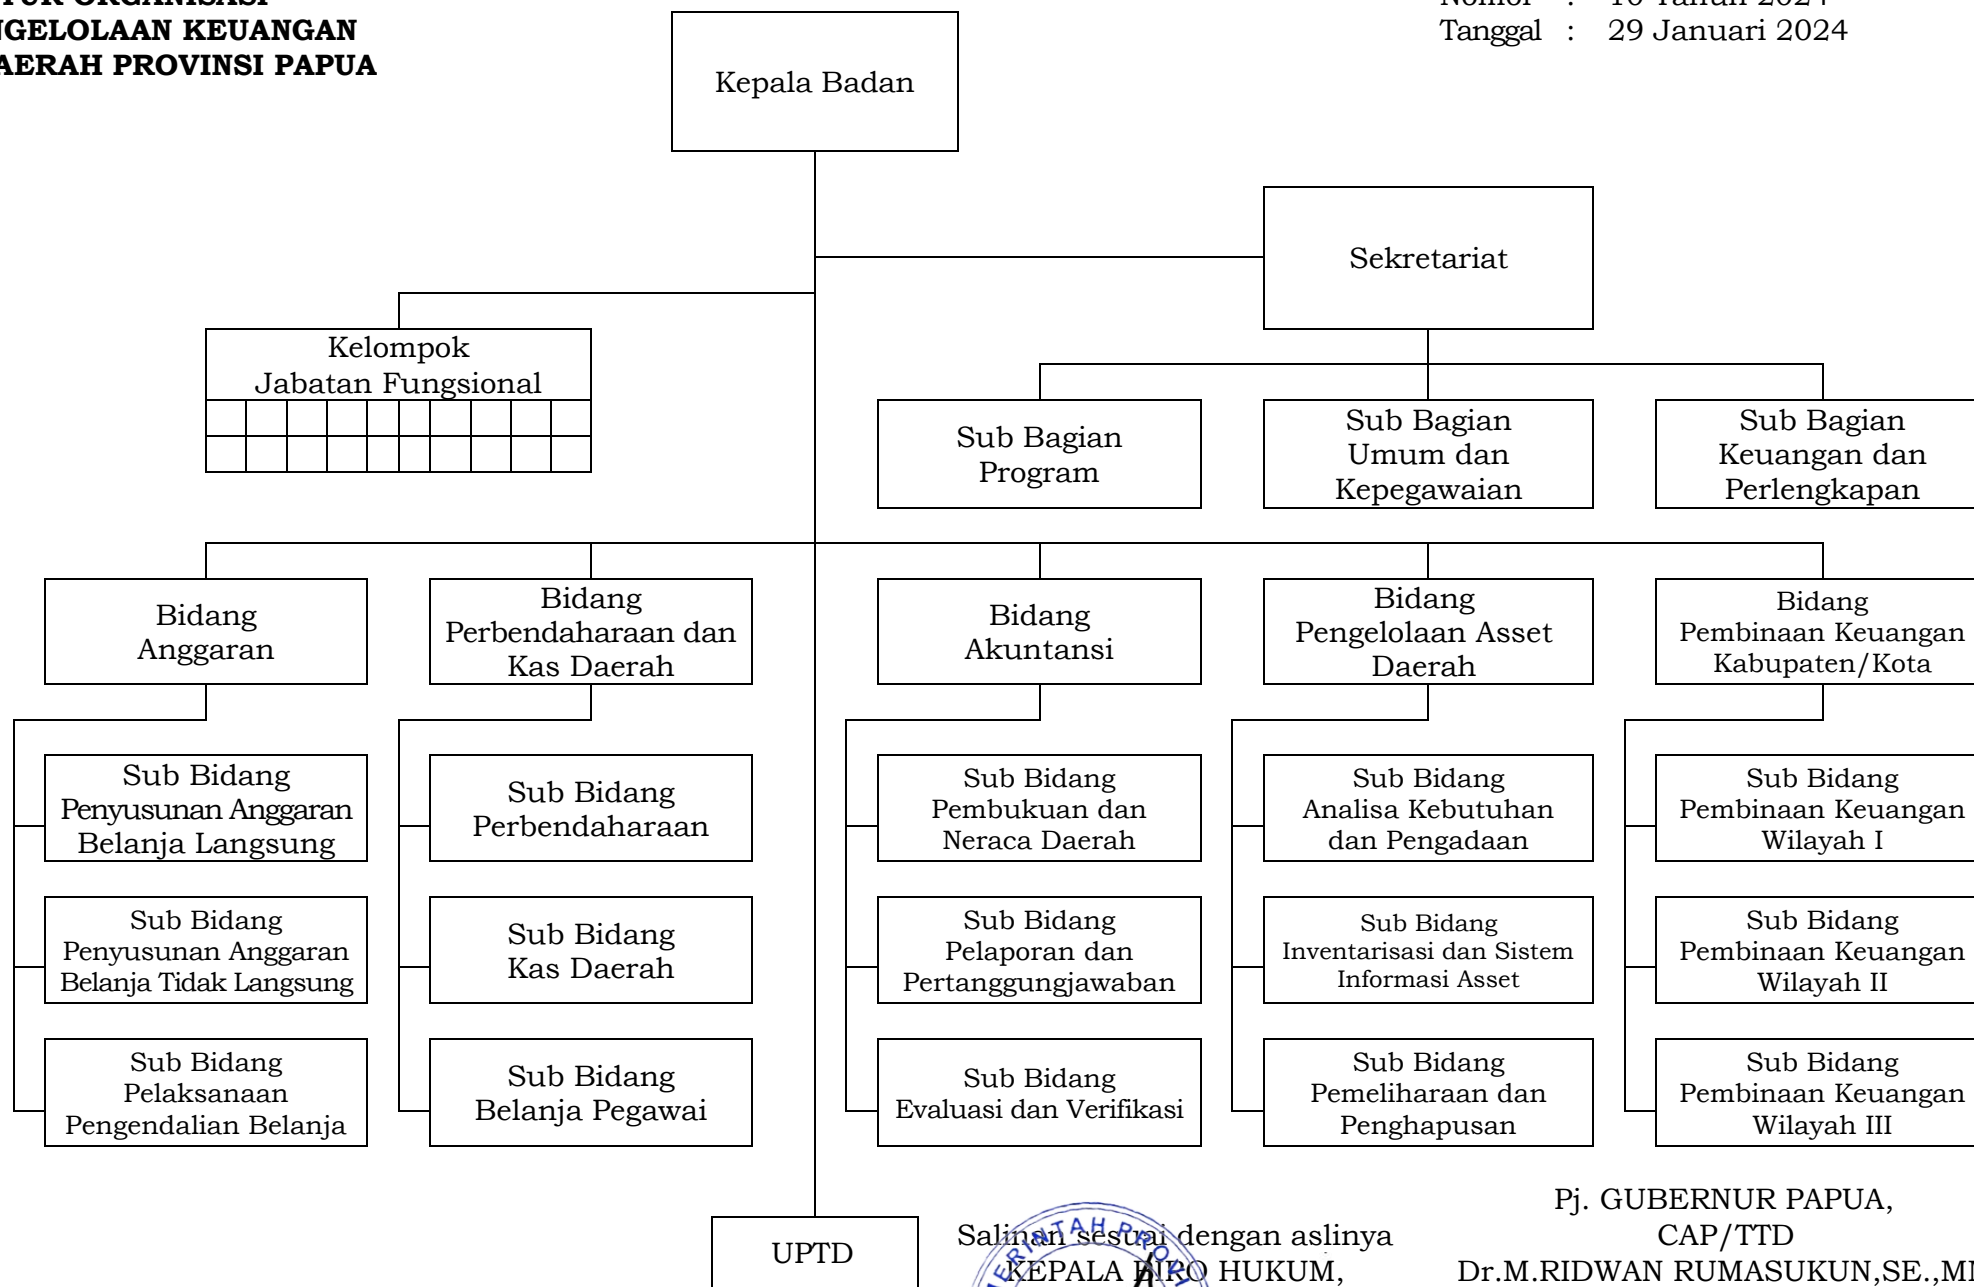 NGELOLAAN KEUANGAN
AERAH PROVINSI PAPUA
Tanggal : 29 Januari 2024
Kepala Badan
Sekretariat
Kelompok
Jabatan Fungsional
Sub Bagian
Program
Sub Bagian
Umum dan
Kepegawaian
Sub Bagian
Keuangan dan
Perlengkapan
Bidang
Anggaran
Bidang
Perbendaharaan dan
Kas Daerah
Bidang
Akuntansi
Bidang
Pengelolaan Asset
Daerah
Bidang
Pembinaan Keuangan
Kabupaten/Kota
Sub Bidang
Penyusunan Anggaran
Belanja Langsung
Sub Bidang
Perbendaharaan
Sub Bidang
Pembukuan dan
Neraca Daerah
Sub Bidang
Analisa Kebutuhan
dan Pengadaan
Sub Bidang
Pembinaan Keuangan
Wilayah I
Sub Bidang
Penyusunan Anggaran
Belanja Tidak Langsung
Sub Bidang
Kas Daerah
Sub Bidang
Pelaporan dan
Pertanggungjawaban
Sub Bidang
Inventarisasi dan Sistem
Informasi Asset
Sub Bidang
Pembinaan Keuangan
Wilayah II
Sub Bidang
Pelaksanaan
Pengendalian Belanja
Sub Bidang
Belanja Pegawai
Sub Bidang
Evaluasi dan Verifikasi
Sub Bidang
Pemeliharaan dan
Penghapusan
Sub Bidang
Pembinaan Keuangan
Wilayah III
UPTD
Salinan sesuai dengan aslinya
KEPALA BIRO HUKUM,
Pj. GUBERNUR PAPUA,
CAP/TTD
Dr.M.RIDWAN RUMASUKUN,SE.,MM